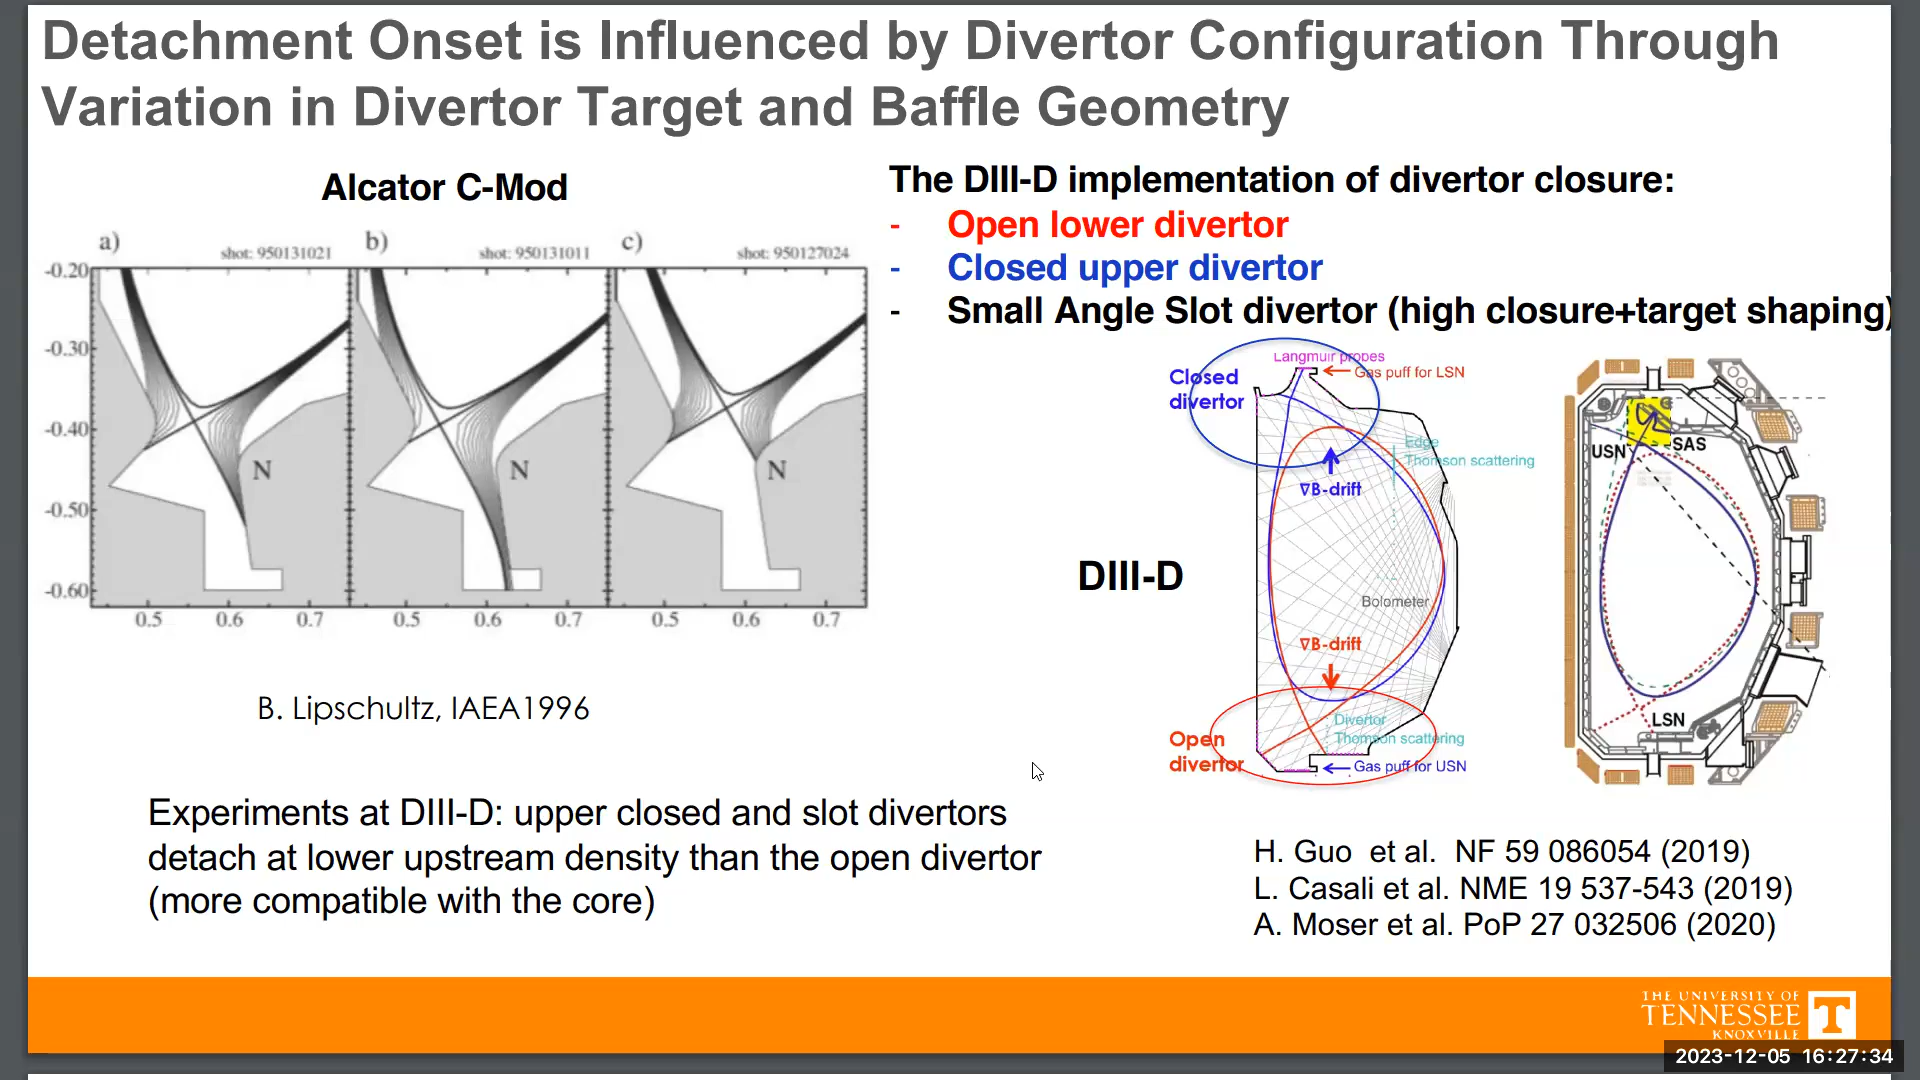 Detachment Onset is Influenced by Divertor Configuration Through
Variation in Divertor Target and Baffle Geometry
Alcator C-Mod
a)
shot: 950131021
b)
shot: 950131011
c)
shot: 950127024
-0.20
-0.30
-0.40
-0.50
-0.60
N
N
N
0.5
0.6
0.7
0.5
0.6
0.7
0.5
0.6
0.7
B. Lipschultz, IAEA1996
The DIII-D implementation of divertor closure:
- Open lower divertor
- Closed upper divertor
- Small Angle Slot divertor (high closure+target shaping)
Langmuir probes
Gas puff for LSN
Closed
divertor
Edge
Thomson scattering
∇B-drift
DIII-D
Bolometer
∇B-drift
Divertor
Thomson scattering
Open
divertor
Gas puff for USN
USN
SAS
LSN
Experiments at DIII-D: upper closed and slot divertors
detach at lower upstream density than the open divertor
(more compatible with the core)
H. Guo et al. NF 59 086054 (2019)
L. Casali et al. NME 19 537-543 (2019)
A. Moser et al. PoP 27 032506 (2020)
THE UNIVERSITY OF
TENNESSEE
KNOXVILLE
T
2023-12-05 16:27:34